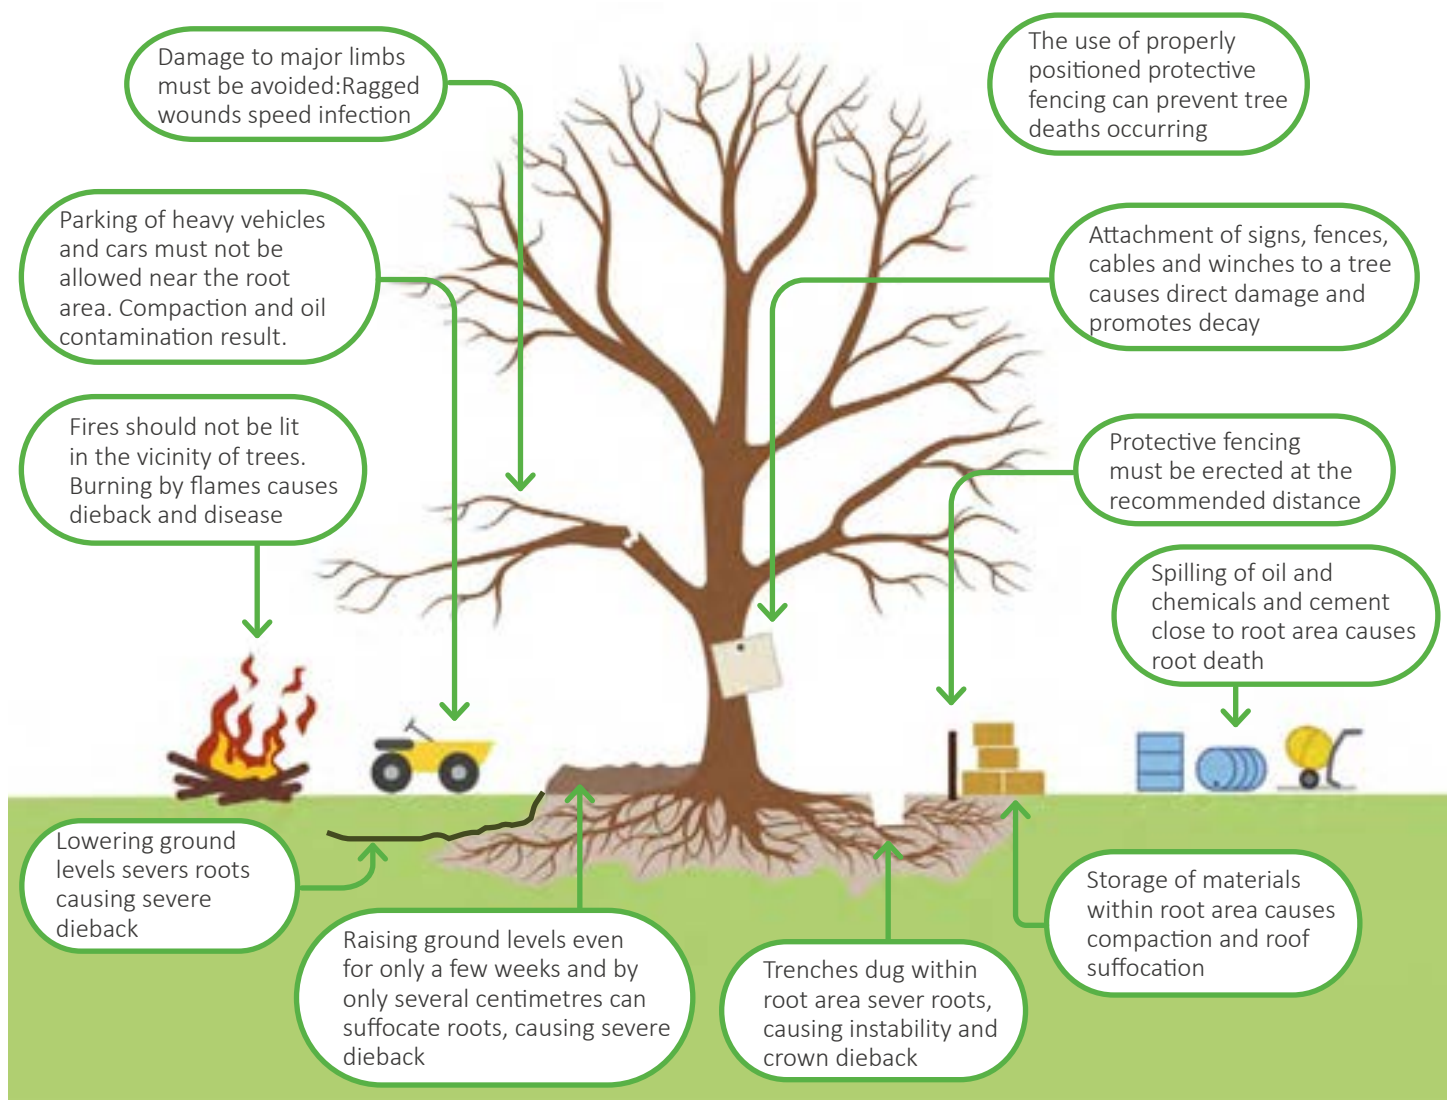 Damage to major limbs
must be avoided:Ragged
wounds speed infection
The use of properly
positioned protective
fencing can prevent tree
deaths occurring
Parking of heavy vehicles
and cars must not be
allowed near the root
area. Compaction and oil
contamination result.
Attachment of signs, fences,
cables and winches to a tree
causes direct damage and
promotes decay
Fires should not be lit
in the vicinity of trees.
Burning by flames causes
dieback and disease
Protective fencing
must be erected at the
recommended distance
Spilling of oil and
chemicals and cement
close to root area causes
root death
Lowering ground
levels severs roots
causing severe
dieback
Raising ground levels even
for only a few weeks and by
only several centimetres can
suffocate roots, causing severe
dieback
Trenches dug within
root area sever roots,
causing instability and
crown dieback
Storage of materials
within root area causes
compaction and roof
suffocation